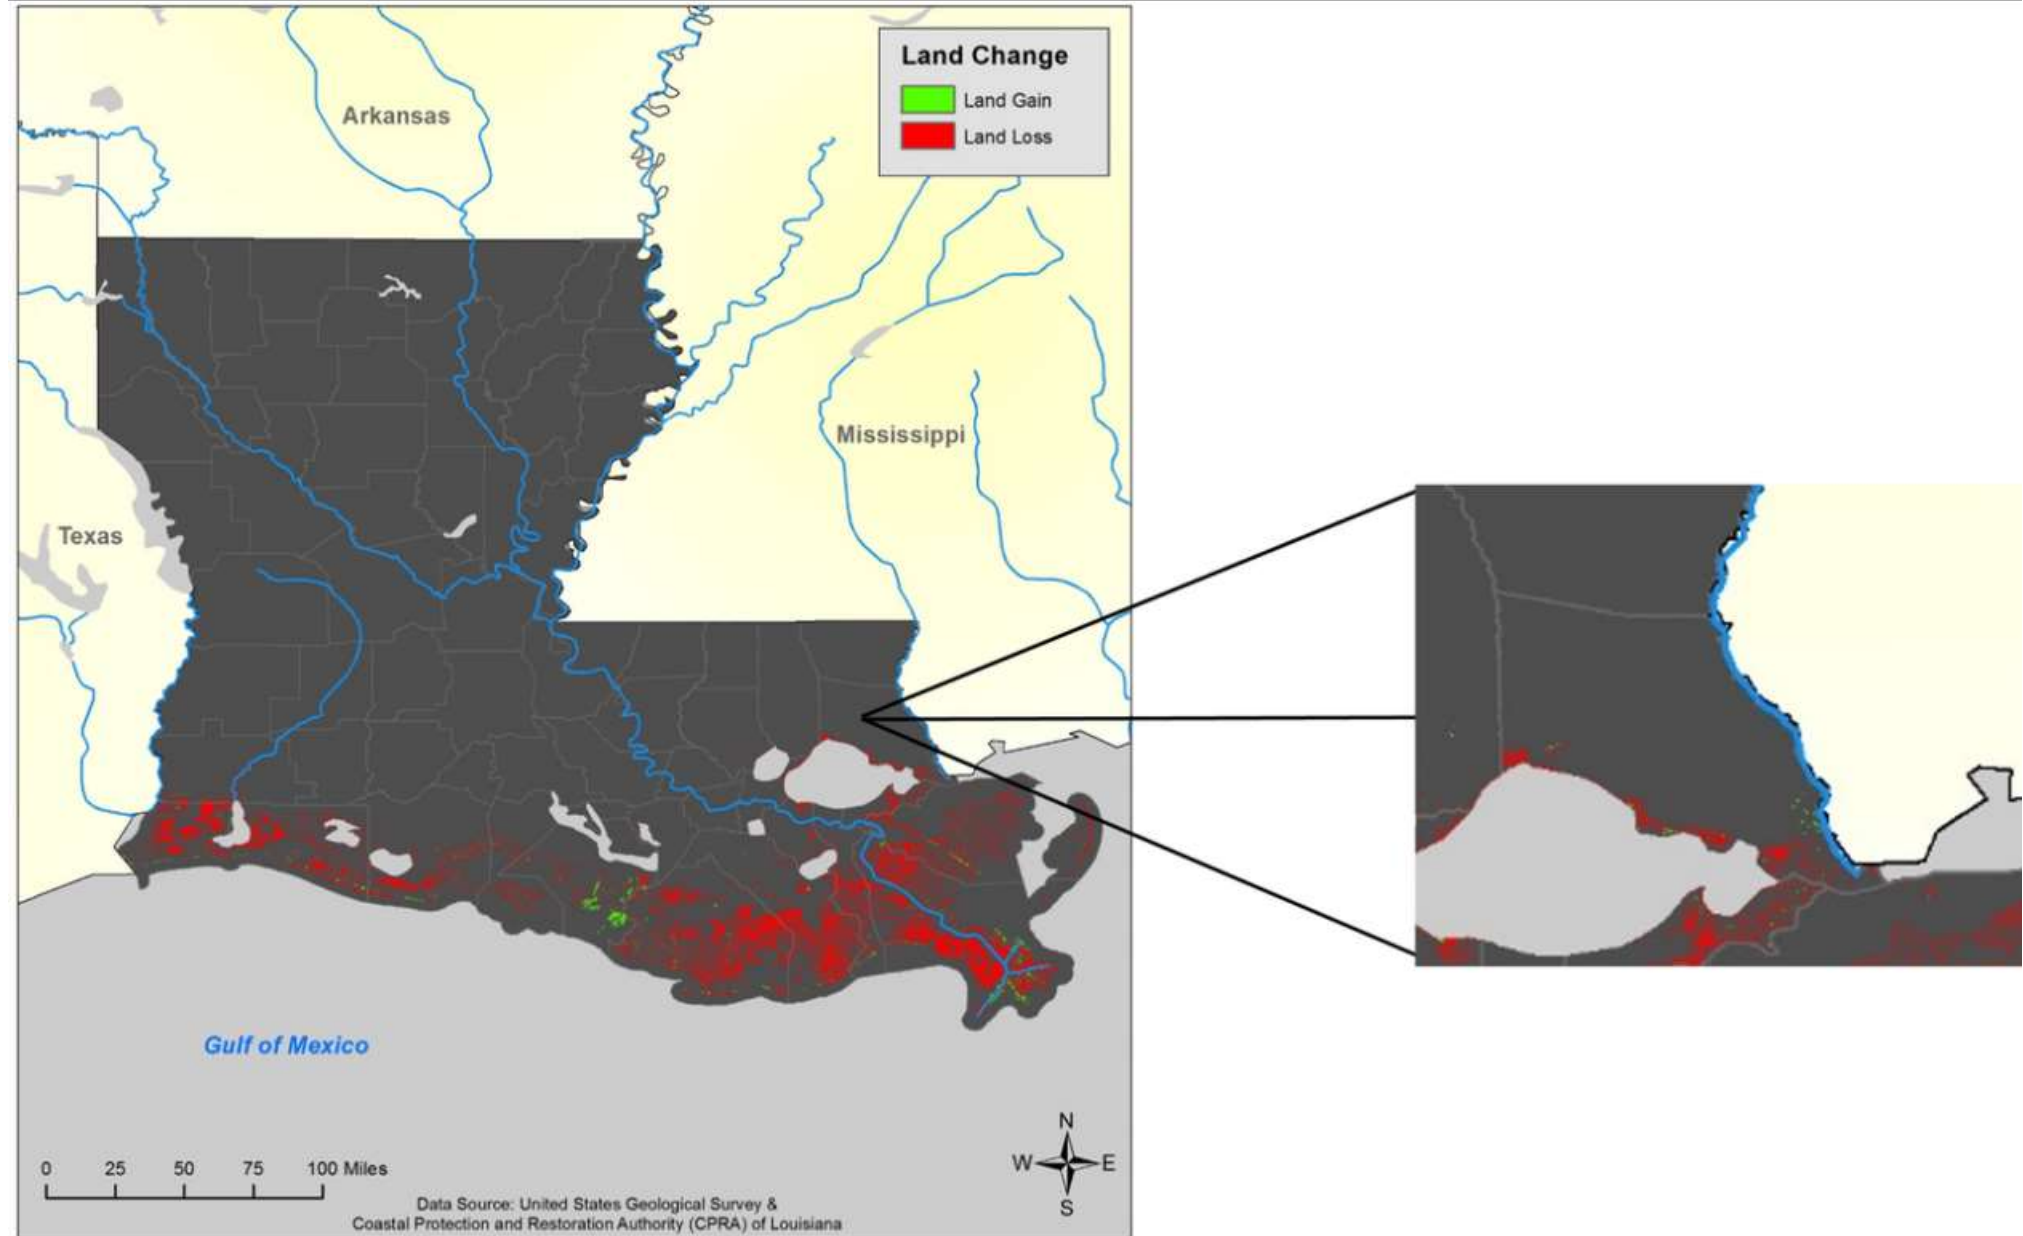 Land Change
Land Gain
Land Loss
Arkansas
Mississippi
Texas
Gulf of Mexico
N
W E
S
0 25 50 75 100 Miles
Data Source: United States Geological Survey &
Coastal Protection and Restoration Authority (CPRA) of Louisiana